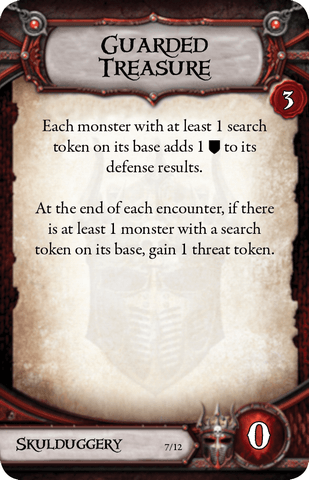 Guarded
Treasure
3
Each monster with at least 1 search
token on its base adds 1 to its
defense results.
At the end of each encounter, if there
is at least 1 monster with a search
token on its base, gain 1 threat token.
Skulduggery
7/12
0